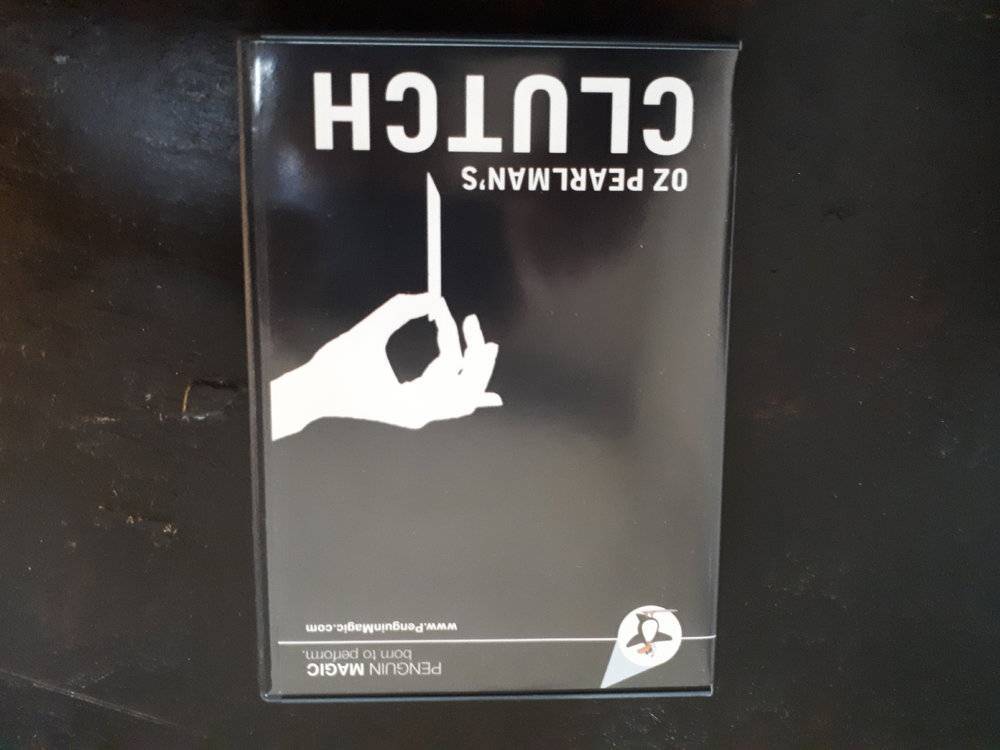 PENGUIN MAGIC
born to perform.
www.PenguinMagic.com
OZ PEARLMAN'S
CLUTCH